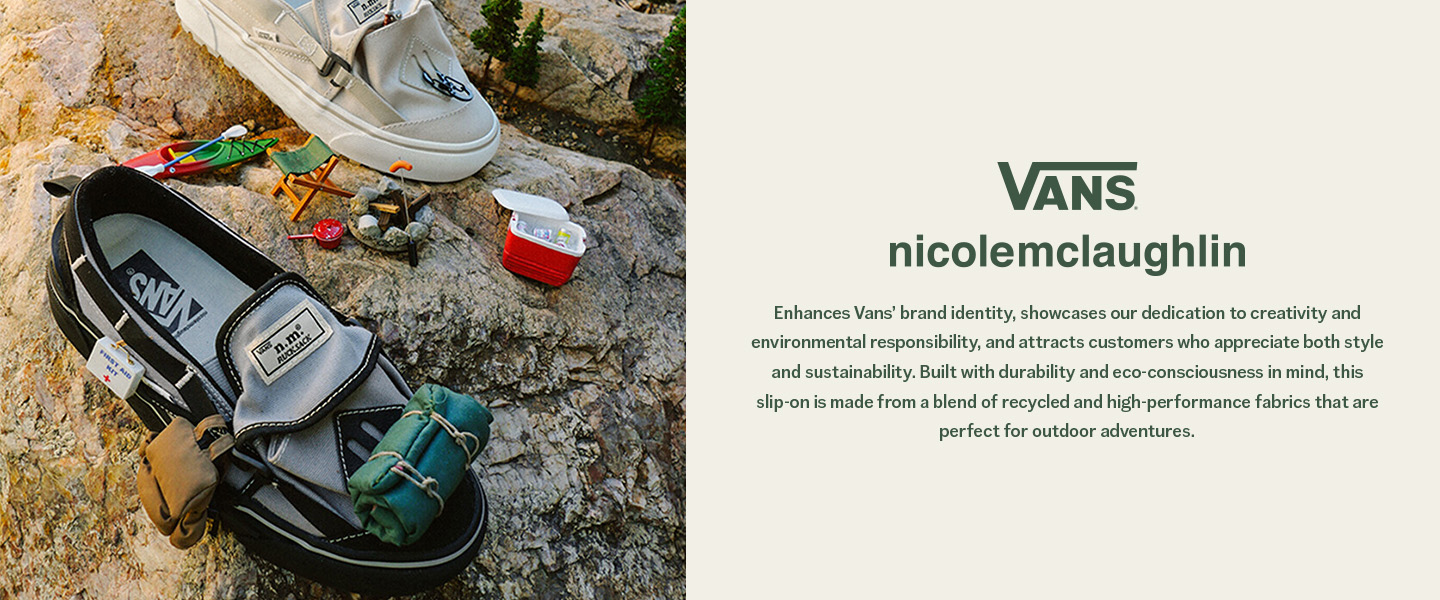 VANS
n.m.®
RUCKSACK
VANS
FIRST AID
KIT
VANS
n.m.®
RUCKSACK
VANS
nicolemclaughlin
Enhances Vans’ brand identity, showcases our dedication to creativity and
environmental responsibility, and attracts customers who appreciate both style
and sustainability. Built with durability and eco-consciousness in mind, this
slip-on is made from a blend of recycled and high-performance fabrics that are
perfect for outdoor adventures.